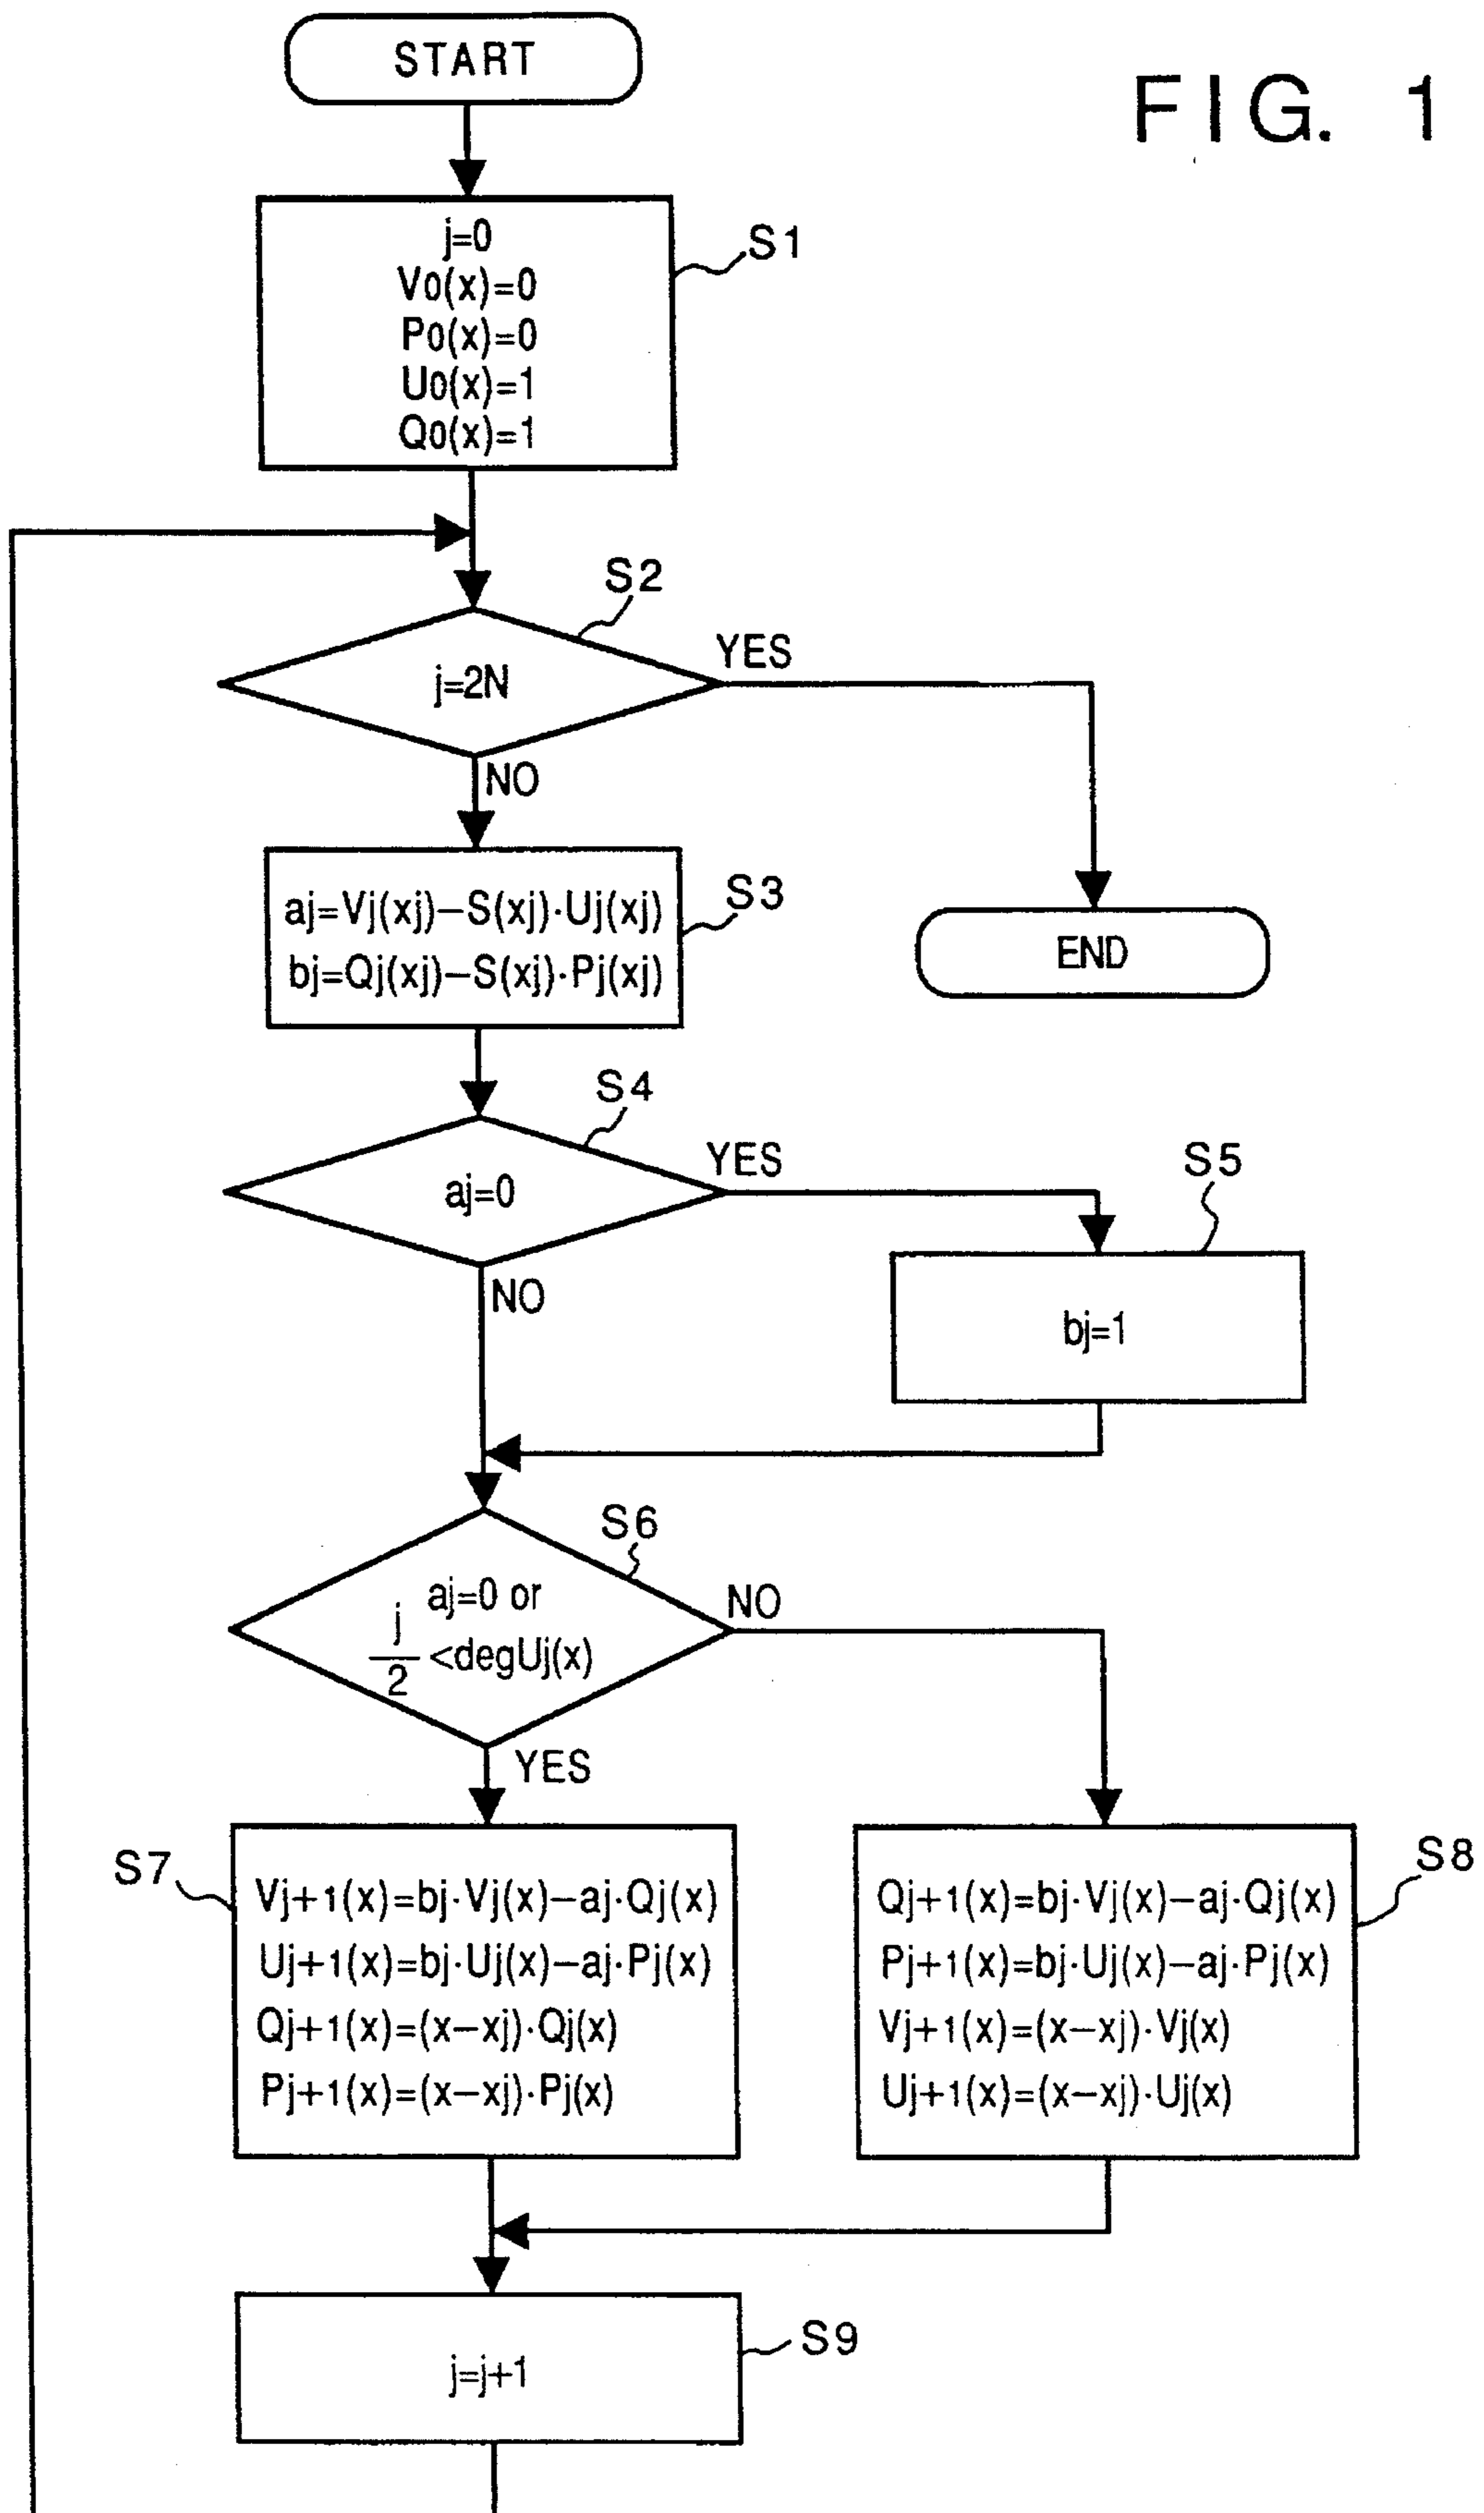 START
FIG. 1
j=0
V0(x)=0
P0(x)=0
U0(x)=1
Q0(x)=1
S1
S2
j=2N
YES
NO
aj=Vj(xj)−S(xj)·Uj(xj)
bj=Qj(xj)−S(xj)·Pj(xj)
S3
END
S4
aj=0
YES
NO
S5
bj=1
S6
aj=0 or
j/2 <degUj(x)
NO
YES
S7
Vj+1(x)=bj·Vj(x)−aj·Qj(x)
Uj+1(x)=bj·Uj(x)−aj·Pj(x)
Qj+1(x)=(x−xj)·Qj(x)
Pj+1(x)=(x−xj)·Pj(x)
S8
Qj+1(x)=bj·Vj(x)−aj·Qj(x)
Pj+1(x)=bj·Uj(x)−aj·Pj(x)
Vj+1(x)=(x−xj)·Vj(x)
Uj+1(x)=(x−xj)·Uj(x)
j=j+1
S9